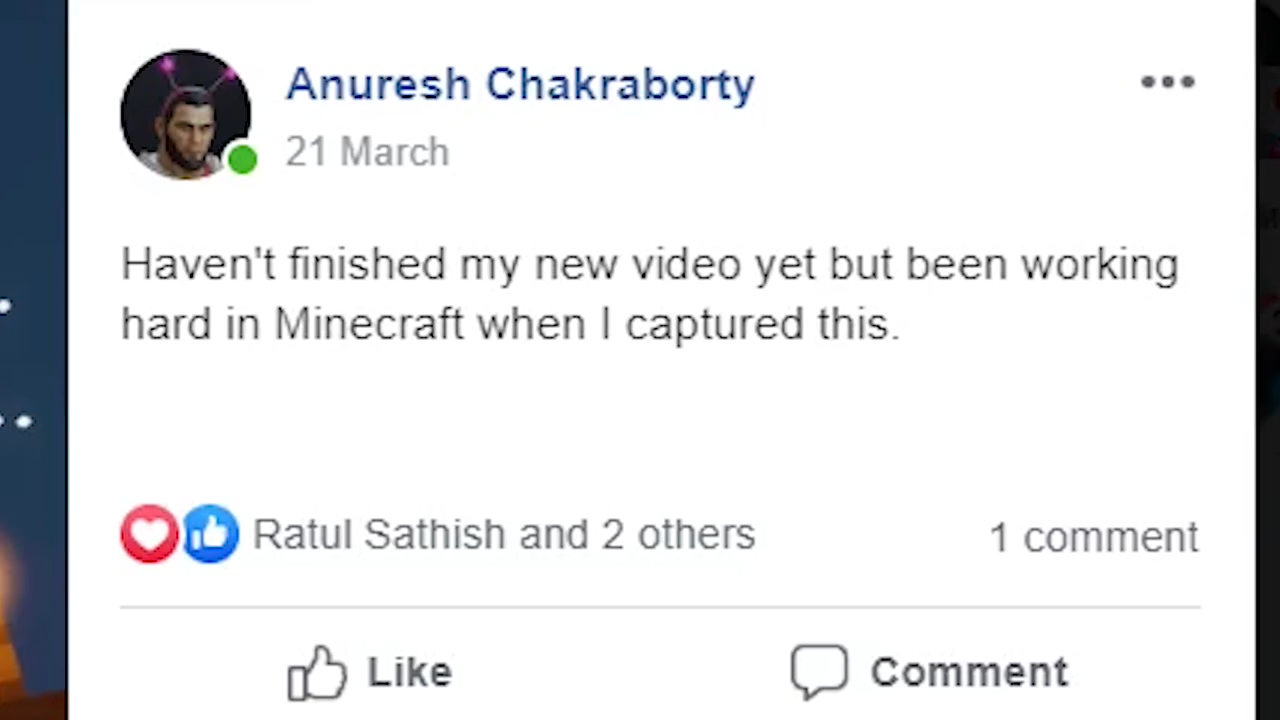 Anuresh Chakraborty
21 March
Haven't finished my new video yet but been working
hard in Minecraft when I captured this.
Ratul Sathish and 2 others
1 comment
Like
Comment